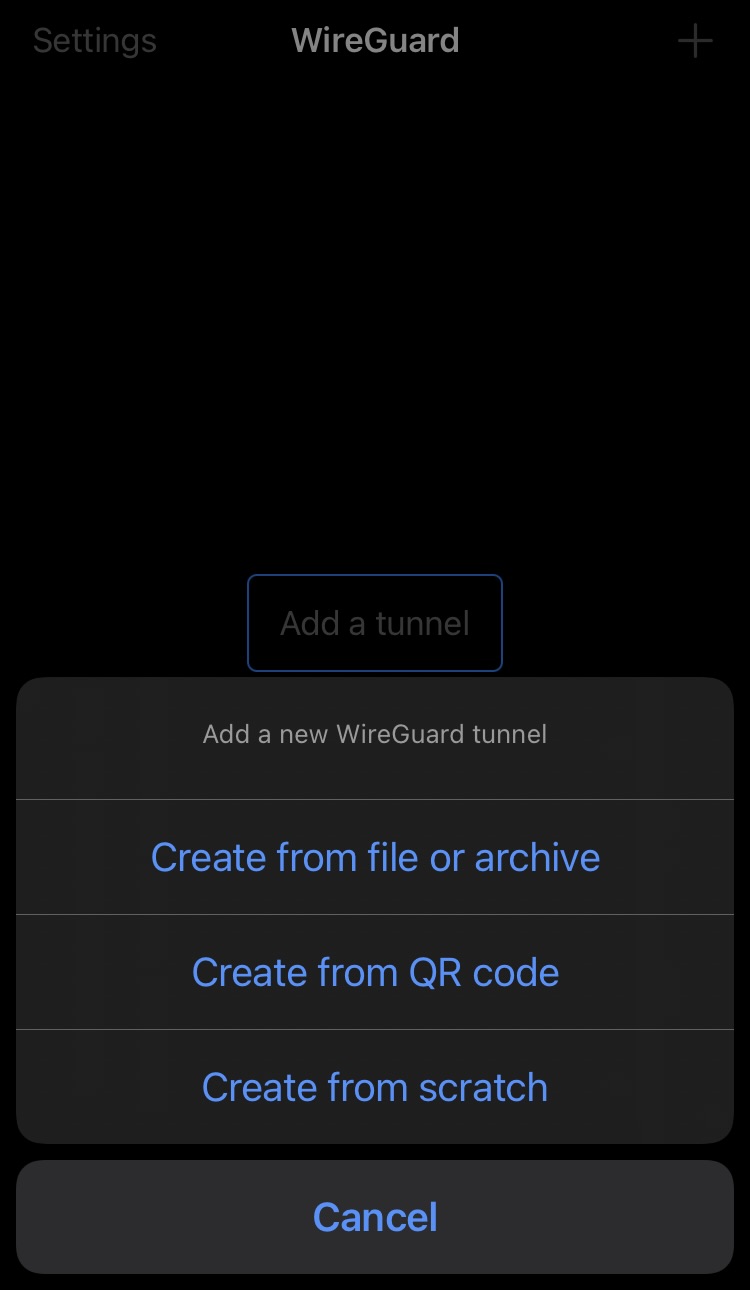 Settings WireGuard +
Add a tunnel
Add a new WireGuard tunnel
Create from file or archive
Create from QR code
Create from scratch
Cancel